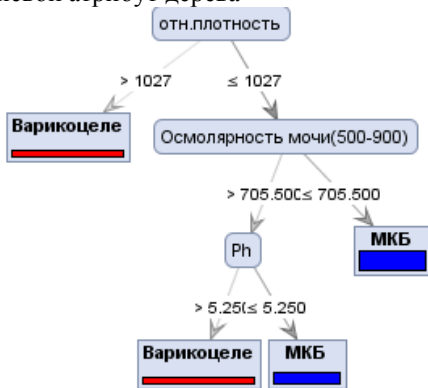 отн.плотность
> 1027 ≤ 1027
Варикоцеле
Осмолярность мочи(500-900)
> 705.500 ≤ 705.500
Ph
МКБ
> 5.250 ≤ 5.250
Варикоцеле МКБ